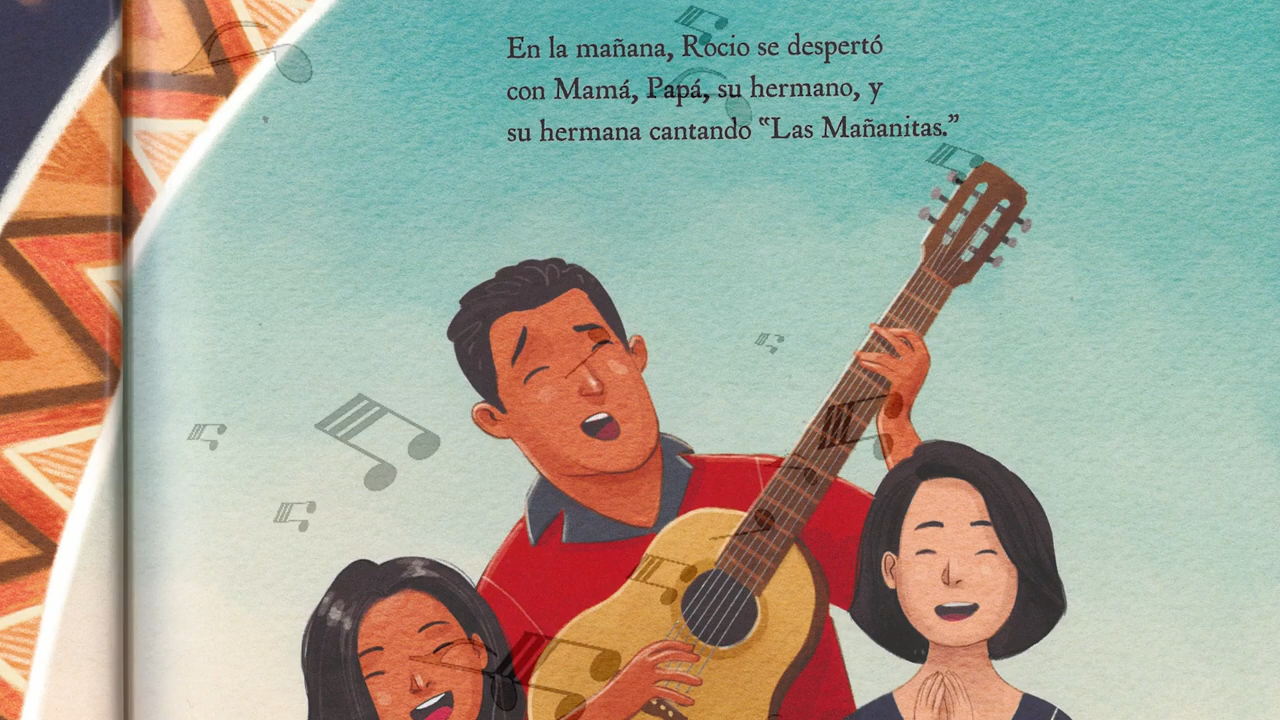 En la mañana, Rocio se despertó
con Mamá, Papá, su hermano, y
su hermana cantando “Las Mañanitas.”